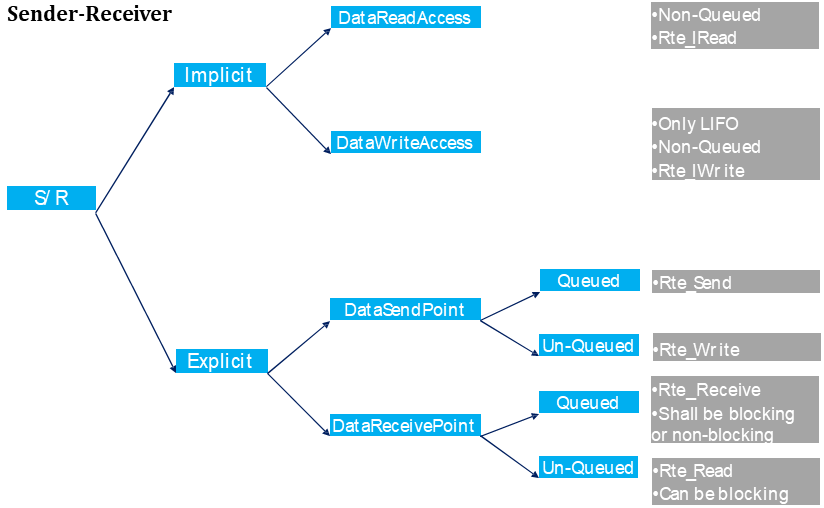 Sender-Receiver
DataReadAccess
•Non-Queued
•Rte_IRead
Implicit
•Only LIFO
DataWriteAccess
•Non-Queued
•Rte_IWrite
S/R
Queued
•Rte_Send
DataSendPoint
Un-Queued
•Rte_Write
Explicit
•Rte_Receive
Queued
•Shall be blocking
or non-blocking
DataReceivePoint
Un-Queued
•Rte_Read
•Can be blocking